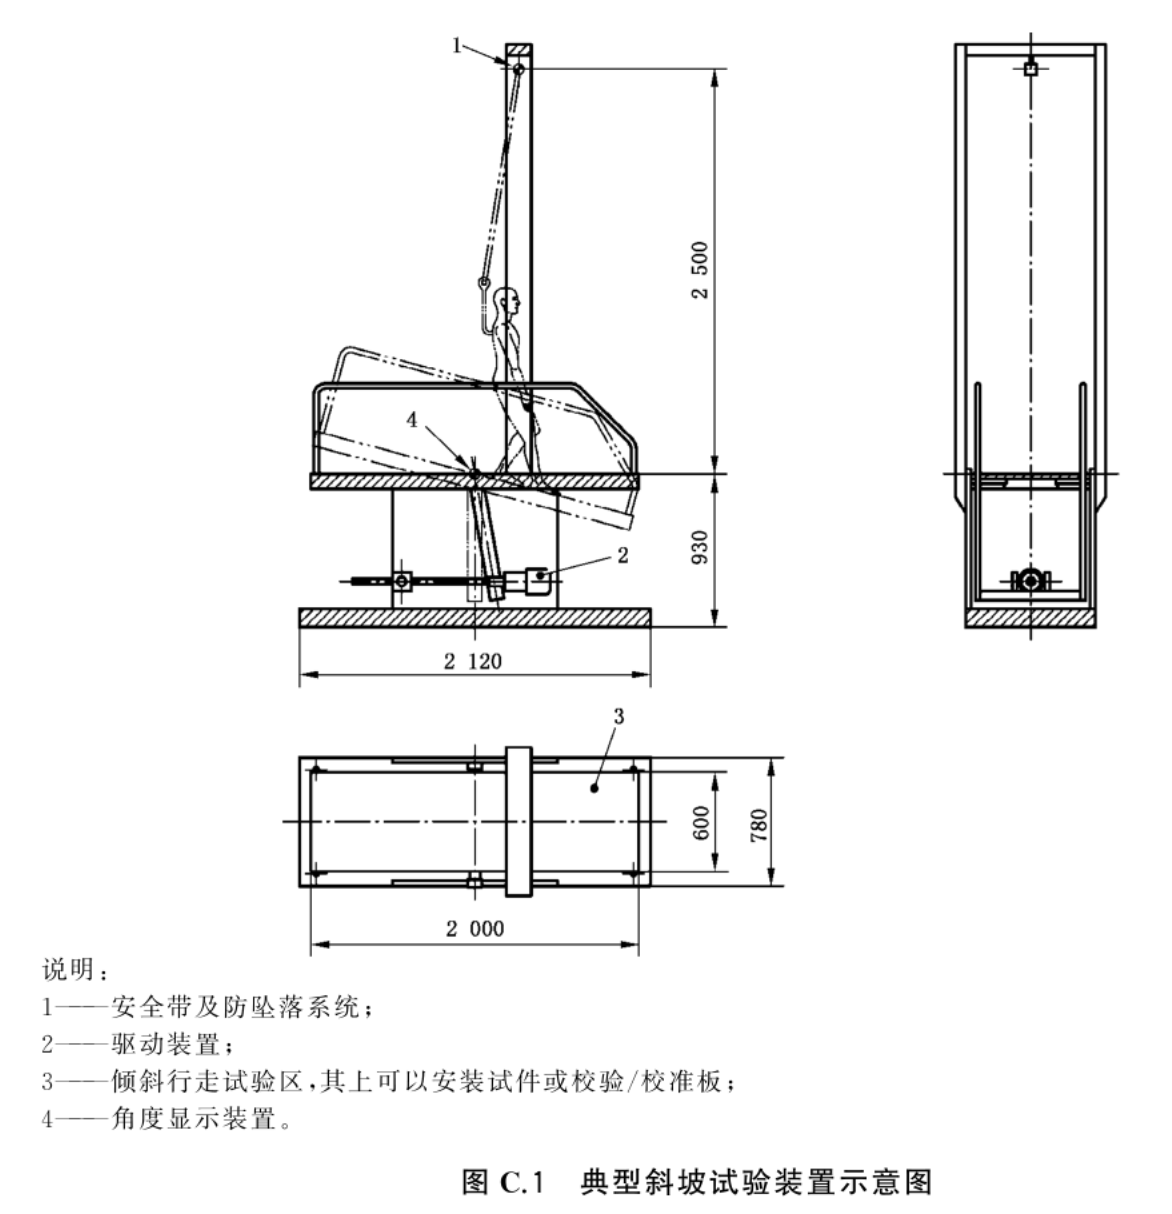 1
2 500
4
2
930
2 120
3
600
780
2 000
说明：
1——安全带及防坠落系统；
2——驱动装置；
3——倾斜行走试验区，其上可以安装试件或校验/校准板；
4——角度显示装置。
图 C.1 典型斜坡试验装置示意图